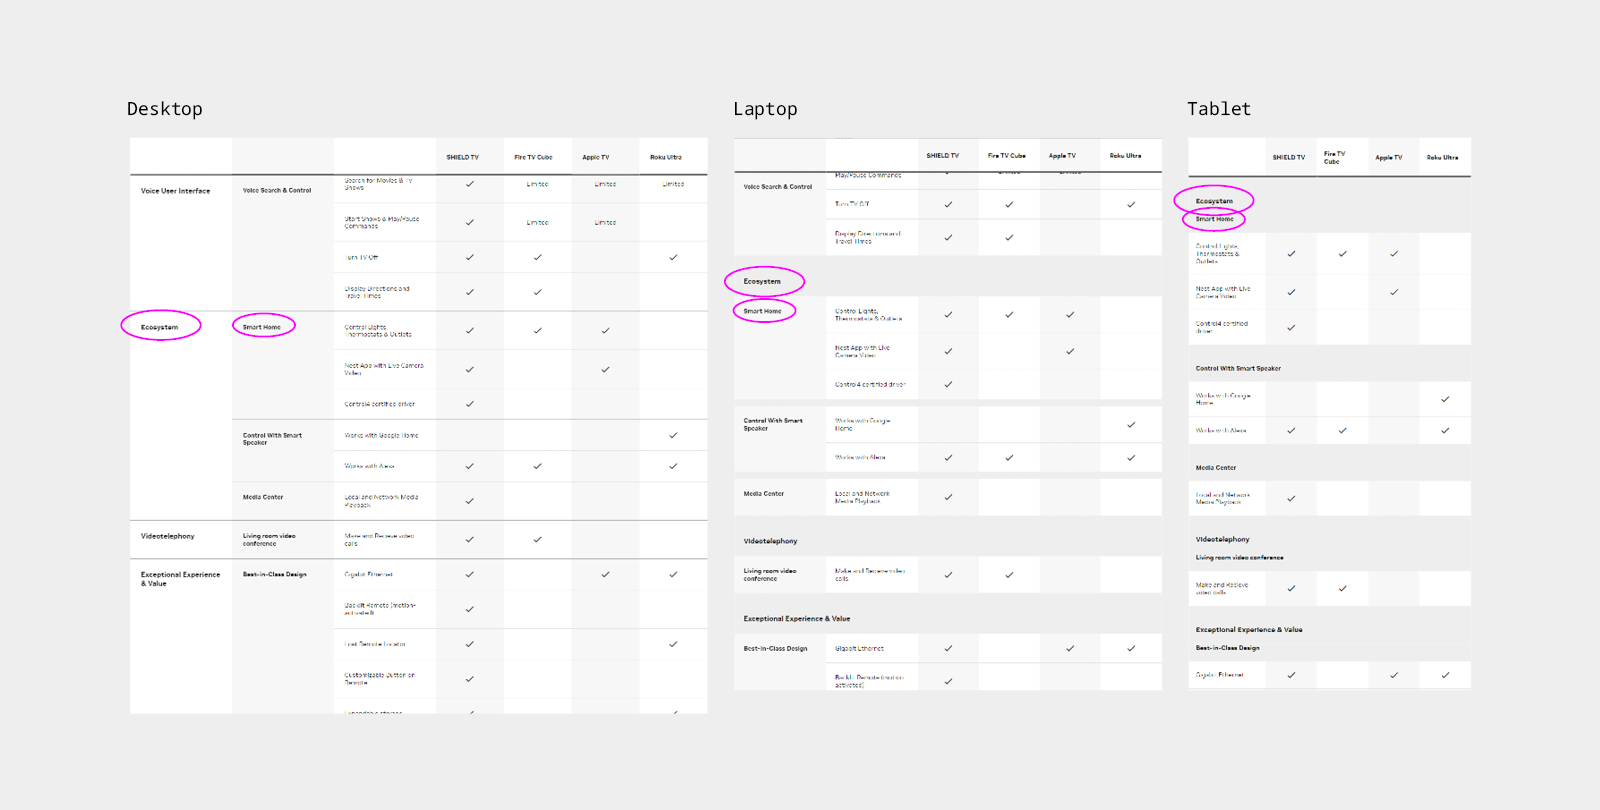 Desktop
SHIELD TV Fire TV Cube Apple TV Roku Ultra
Voice User Interface Voice Search & Control Search for Movies & TV
Shows Limited Limited Limited
Start Shows & Play/Pause
Commands Limited Limited
Turn TV Off
Display Directions and
Travel Times
Ecosystem Smart Home Control Lights,
Thermostats & Outlets
Nest App with Live Camera
Video
Control4 certified driver
Control With Smart
Speaker Works with Google Home
Works with Alexa
Media Center Local and Network Media
Playback
Videotelephony Living room video
conference Make and Recieve video
calls
Exceptional Experience
& Value Best-in-Class Design Gigabit Ethernet
Backlit Remote (motion-
activated)
Lost Remote Locator
Customizable Button on
Remote
Laptop
SHIELD TV Fire TV Cube Apple TV Roku Ultra
Voice Search & Control Play/Pause Commands
Turn TV Off
Display Directions and
Travel Times
Ecosystem
Smart Home Control Lights,
Thermostats & Outlets
Nest App with Live
Camera Video
Control4 certified driver
Control With Smart
Speaker Works with Google
Home
Works with Alexa
Media Center Local and Network
Media Playback
Videotelephony
Living room video
conference Make and Recieve video
calls
Exceptional Experience & Value
Best-in-Class Design Gigabit Ethernet
Backlit Remote (motion
activated)
Tablet
SHIELD TV Fire TV
Cube Apple TV Roku Ultra
Ecosystem
Smart Home
Control Lights,
Thermostats &
Outlets
Nest App with Live
Camera Video
Control4 certified
driver
Control With Smart Speaker
Works with Google
Home
Works with Alexa
Media Center
Local and Network
Media Playback
Videotelephony
Living room video conference
Make and Recieve
video calls
Exceptional Experience & Value
Best-in-Class Design
Gigabit Ethernet